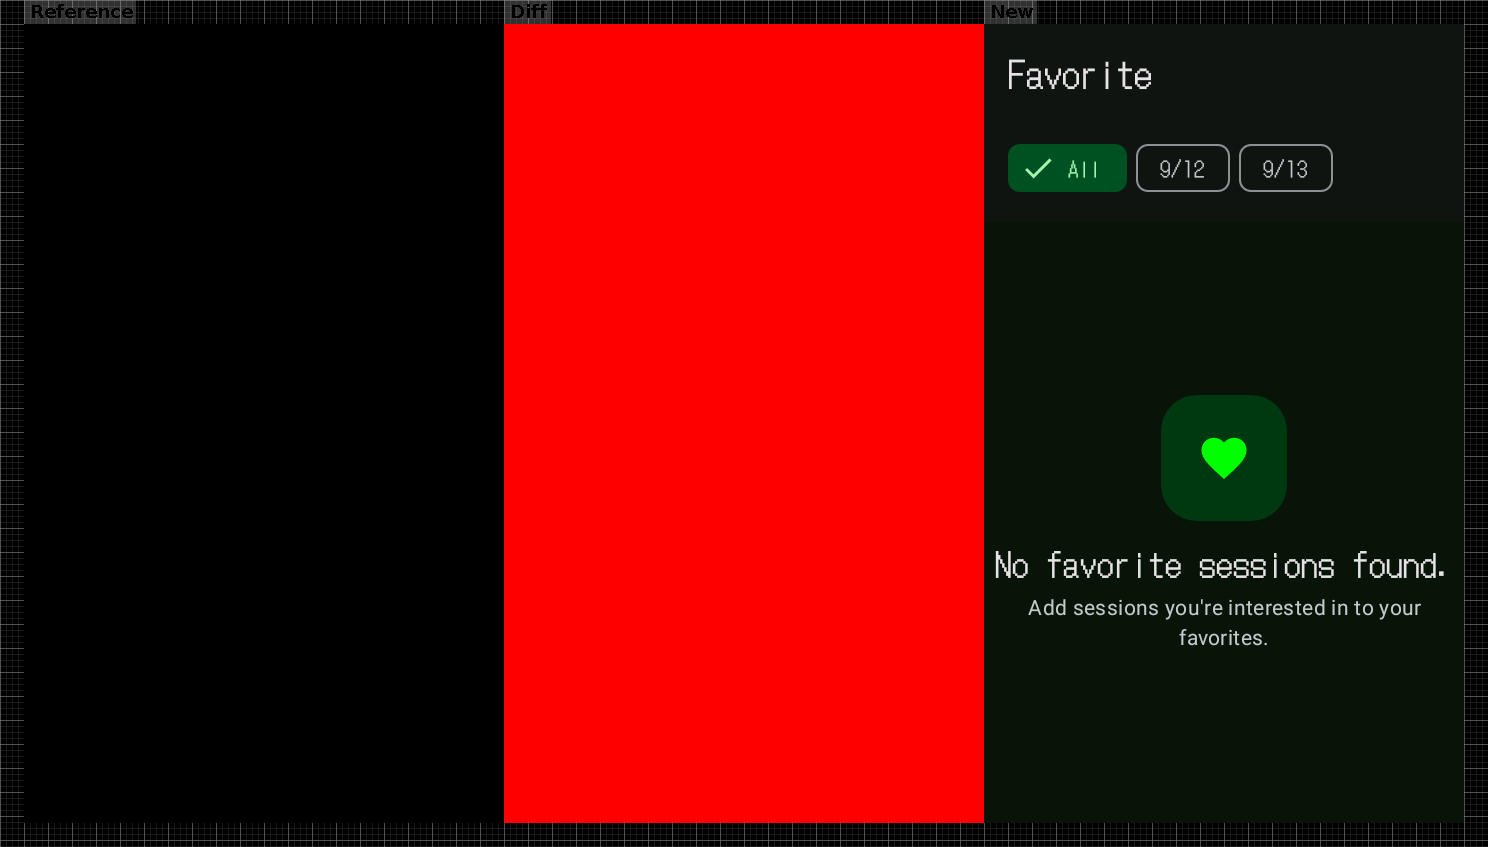 Reference
Diff
New
Favorite
All
9/12
9/13
No favorite sessions found.
Add sessions you're interested in to your
favorites.